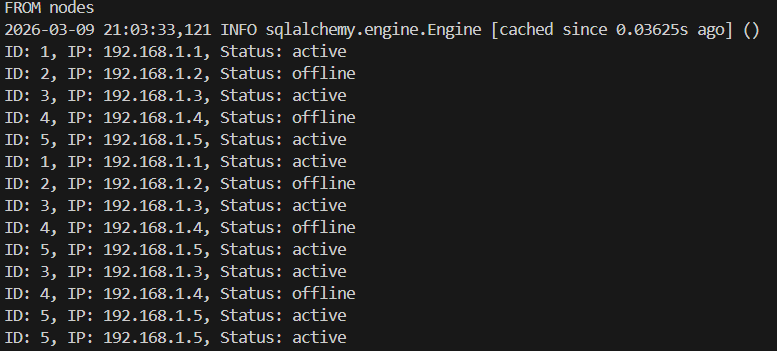 FROM nodes
2026-03-09 21:03:33,121 INFO sqlalchemy.engine.Engine [cached since 0.03625s ago] ()
ID: 1, IP: 192.168.1.1, Status: active
ID: 2, IP: 192.168.1.2, Status: offline
ID: 3, IP: 192.168.1.3, Status: active
ID: 4, IP: 192.168.1.4, Status: offline
ID: 5, IP: 192.168.1.5, Status: active
ID: 1, IP: 192.168.1.1, Status: active
ID: 2, IP: 192.168.1.2, Status: offline
ID: 3, IP: 192.168.1.3, Status: active
ID: 4, IP: 192.168.1.4, Status: offline
ID: 5, IP: 192.168.1.5, Status: active
ID: 3, IP: 192.168.1.3, Status: active
ID: 4, IP: 192.168.1.4, Status: offline
ID: 5, IP: 192.168.1.5, Status: active
ID: 5, IP: 192.168.1.5, Status: active